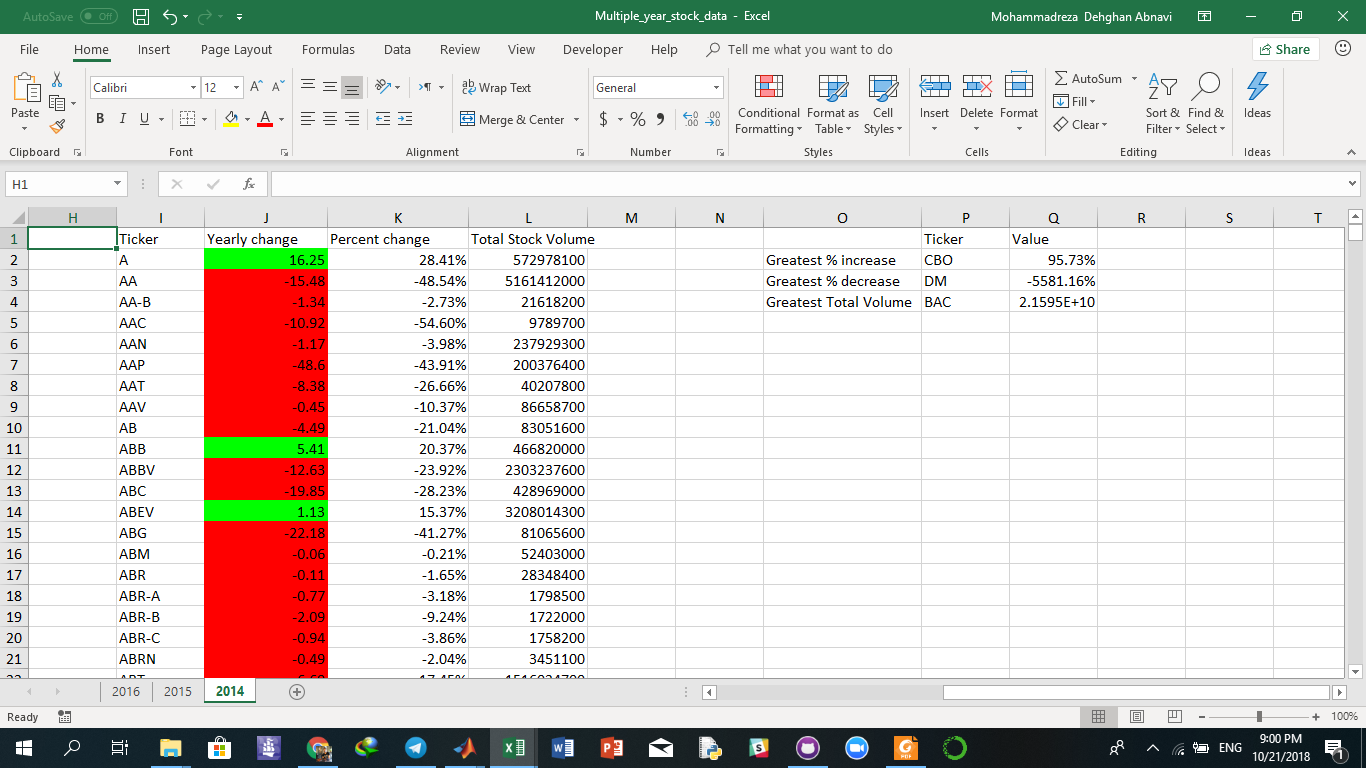 AutoSave Off Multiple_year_stock_data - Excel Mohammadreza Dehghan Abnavi
File Home Insert Page Layout Formulas Data Review View Developer Help Tell me what you want to do Share
Paste Calibri 12 A A Wrap Text General Conditional Formatting Format as Table Cell Styles Insert Delete Format AutoSum Sort & Filter Find & Select Ideas
B I U A Merge & Center $ % Fill Clear
Clipboard Font Alignment Number Styles Cells Editing Ideas
H1 fx
H I J K L M N O P Q R S T
1 Ticker Yearly change Percent change Total Stock Volume Ticker Value
2 A 16.25 28.41% 572978100 Greatest % increase CBO 95.73%
3 AA -15.48 -48.54% 5161412000 Greatest % decrease DM -5581.16%
4 AA-B -1.34 -2.73% 21618200 Greatest Total Volume BAC 2.1595E+10
5 AAC -10.92 -54.60% 9789700
6 AAN -1.17 -3.98% 237929300
7 AAP -48.6 -43.91% 200376400
8 AAT -8.38 -26.66% 40207800
9 AAV -0.45 -10.37% 86658700
10 AB -4.49 -21.04% 83051600
11 ABB 5.41 20.37% 466820000
12 ABBV -12.63 -23.92% 2303237600
13 ABC -19.85 -28.23% 428969000
14 ABEV 1.13 15.37% 3208014300
15 ABG -22.18 -41.27% 81065600
16 ABM -0.06 -0.21% 52403000
17 ABR -0.11 -1.65% 28348400
18 ABR-A -0.77 -3.18% 1798500
19 ABR-B -2.09 -9.24% 1722000
20 ABR-C -0.94 -3.86% 1758200
21 ABRN -0.49 -2.04% 3451100
2016 2015 2014
Ready 100%
ENG 9:00 PM
10/21/2018